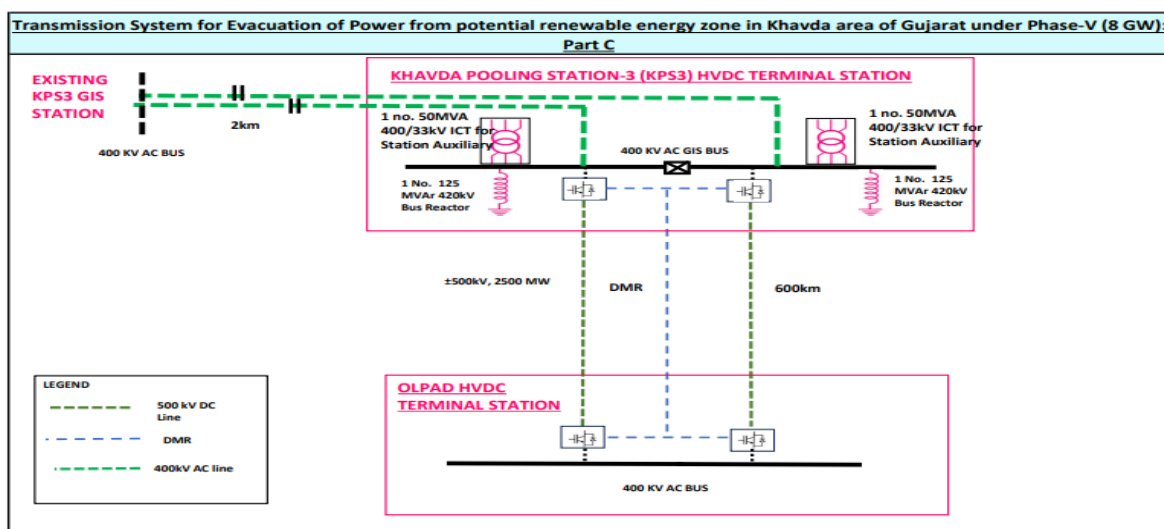 Transmission System for Evacuation of Power from potential renewable energy zone in Khavda area of Gujarat under Phase-V (8 GW):
Part C
EXISTING
KPS3 GIS
STATION
400 KV AC BUS
2km
KHAVDA POOLING STATION-3 (KPS3) HVDC TERMINAL STATION
1 no. 50MVA
400/33kV ICT for
Station Auxiliary
400 KV AC GIS BUS
1 no. 50MVA
400/33kV ICT for
Station Auxiliary
1 No. 125
MVAr 420kV
Bus Reactor
1 No. 125
MVAr 420kV
Bus Reactor
±500kV, 2500 MW
DMR
600km
LEGEND
500 kV DC
Line
DMR
400kV AC line
OLPAD HVDC
TERMINAL STATION
400 KV AC BUS